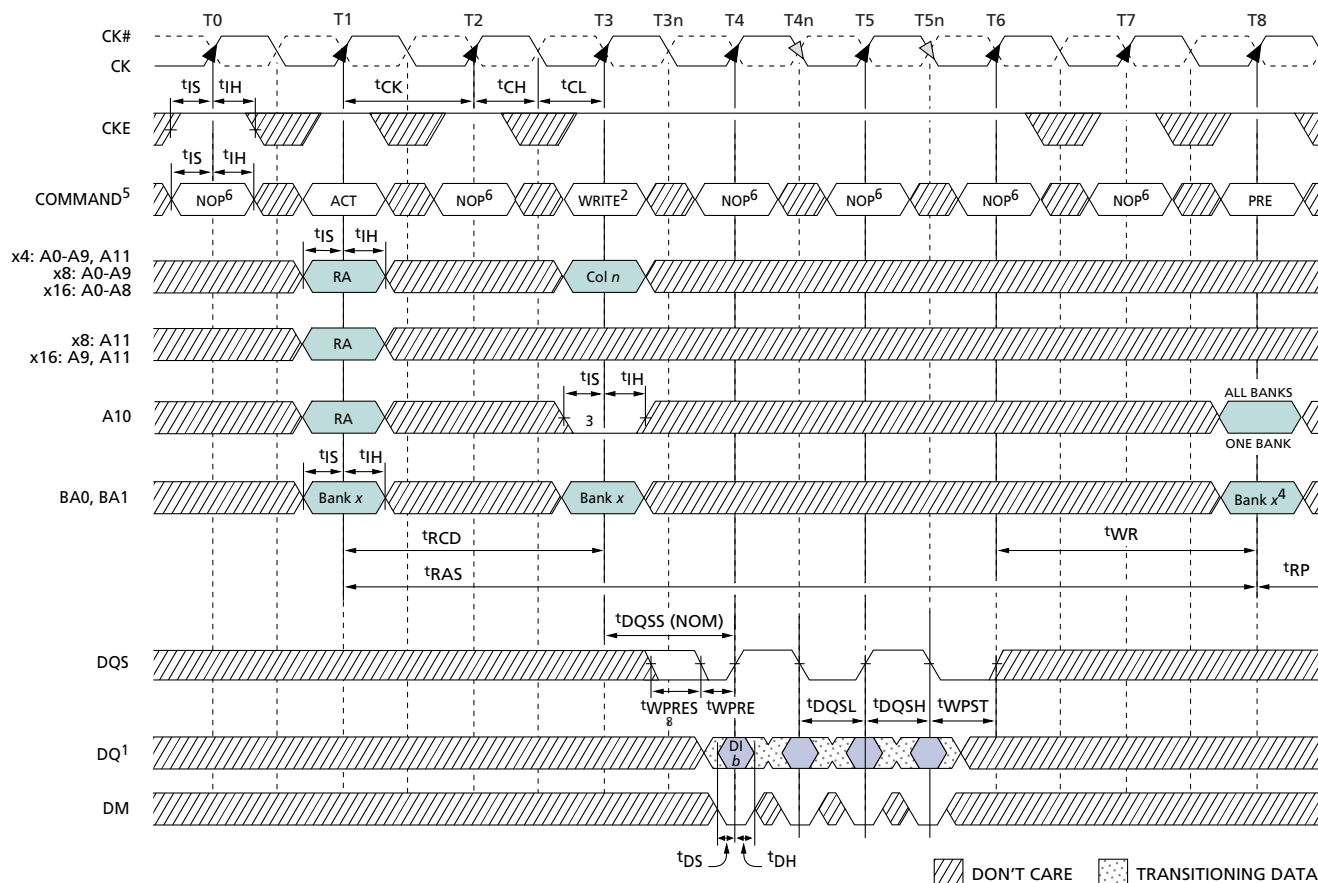 T0 T1 T2 T3 T3n T4 T4n T5 T5n T6 T7 T8
CK#
CK
tIS tIH tCK tCH tCL
CKE
tIS tIH
COMMAND5 NOP6 ACT NOP6 WRITE2 NOP6 NOP6 NOP6 NOP6 PRE
tIS tIH
x4: A0-A9, A11
x8: A0-A9
x16: A0-A8
RA Col n
x8: A11
x16: A9, A11
RA
tIS tIH
ALL BANKS
A10 RA 3
ONE BANK
tIS tIH
BA0, BA1 Bank x Bank x Bank x4
tRCD tWR
tRAS tRP
tDQSS (NOM)
DQS
tWPRES tWPRE tDQSL tDQSH tWPST
8
DQ1 DI
b
DM
tDS tDH
DON'T CARE TRANSITIONING DATA